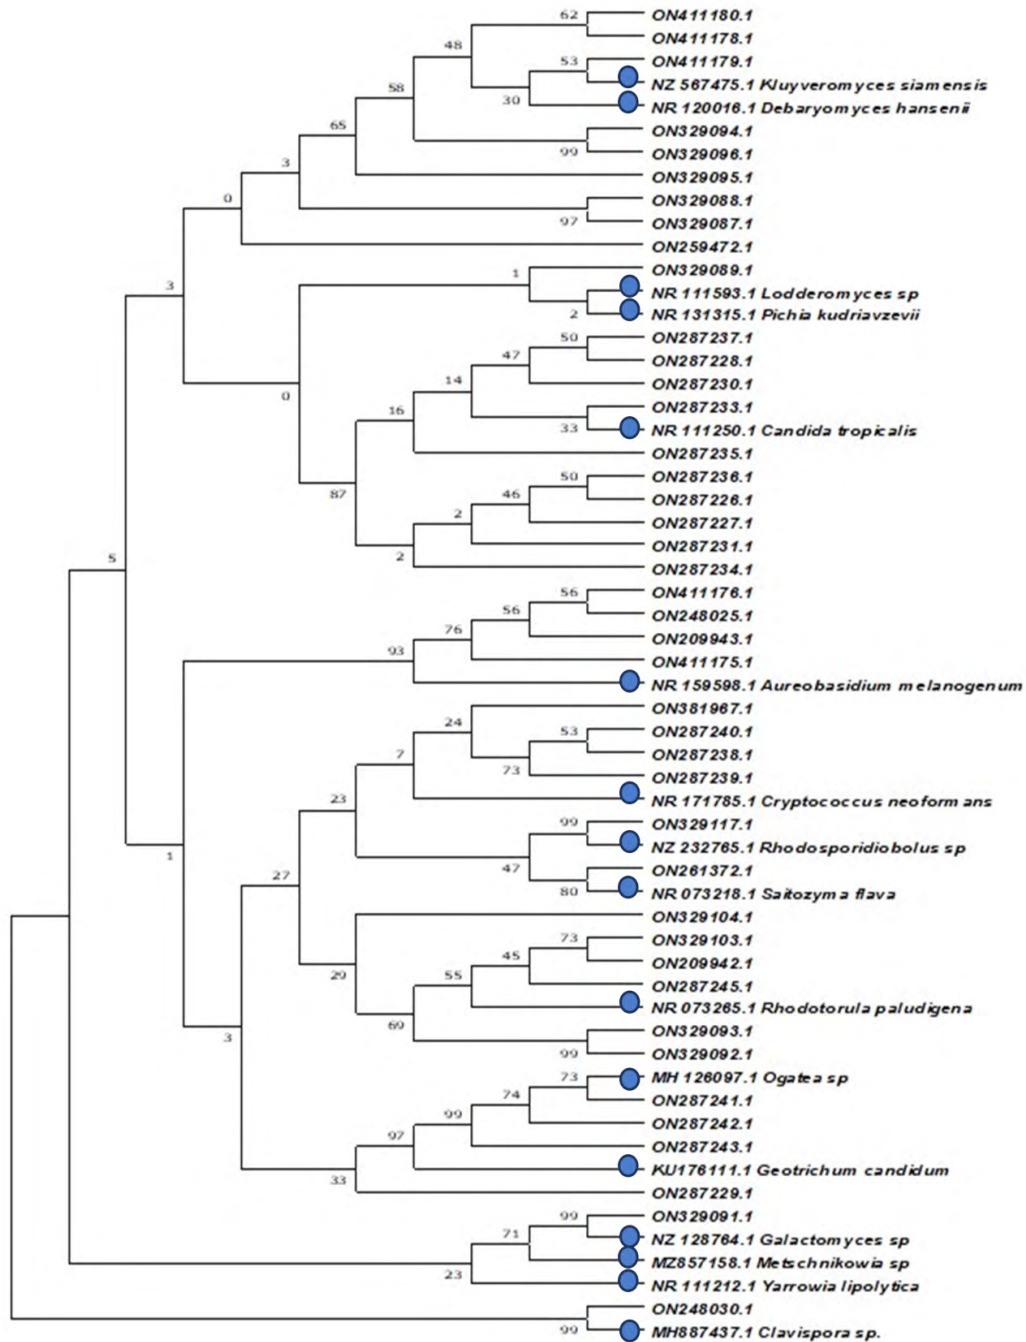 62
ON411180.1
ON411178.1
48
53
ON411179.1
NZ 567475.1 Kluyveromyces siamensis
58
30
NR 120016.1 Debaryomyces hansenii
65
ON329094.1
99
ON329096.1
3
ON329095.1
0
ON329088.1
97
ON329087.1
ON259472.1
1
ON329089.1
3
NR 111593.1 Lodderomyces sp
2
NR 131315.1 Pichia kudriavzevii
50
ON287237.1
47
ON287228.1
14
ON287230.1
0
16
ON287233.1
33
NR 111250.1 Candida tropicalis
ON287235.1
50
ON287236.1
87
46
ON287226.1
2
ON287227.1
2
ON287231.1
5
ON287234.1
56
ON411176.1
56
ON248025.1
76
ON209943.1
93
ON411175.1
NR 159598.1 Aureobasidium melanogenum
24
ON381967.1
53
ON287240.1
7
ON287238.1
73
ON287239.1
23
NR 171785.1 Cryptococcus neoformans
99
ON329117.1
1
NZ 232765.1 Rhodosporidiobolus sp
27
47
ON261372.1
80
NR 073218.1 Saitozyma flava
ON329104.1
73
ON329103.1
45
ON209942.1
29
55
ON287245.1
NR 073265.1 Rhodotorula paludigena
69
ON329093.1
3
99
ON329092.1
73
MH 126097.1 Ogatea sp
74
ON287241.1
99
ON287242.1
97
ON287243.1
KU176111.1 Geotrichum candidum
33
ON287229.1
99
ON329091.1
71
NZ 128764.1 Galactomyces sp
MZ857158.1 Metschnikowia sp
23
NR 111212.1 Yarrowia lipolytica
ON248030.1
99
MH887437.1 Clavispora sp.